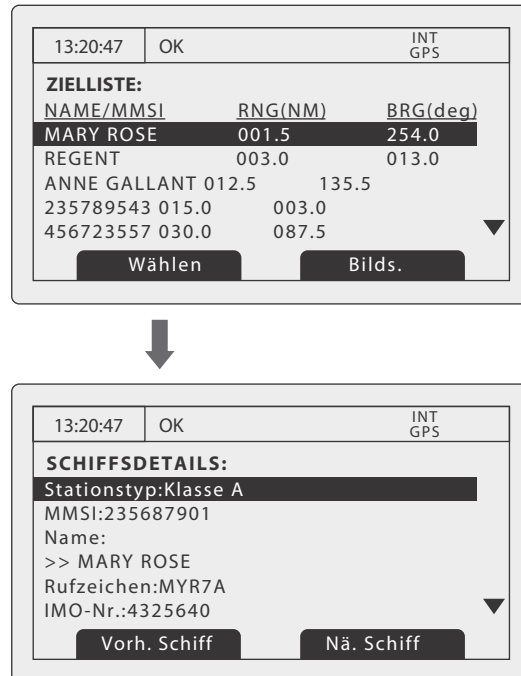 13:20:47 OK INT GPS
ZIELLISTE:
NAME/MMSI RNG(NM) BRG(deg)
MARY ROSE 001.5 254.0
REGENT 003.0 013.0
ANNE GALLANT 012.5 135.5
235789543 015.0 003.0
456723557 030.0 087.5
Wählen Bilds.
13:20:47 OK INT GPS
SCHIFFSDETAILS:
Stationstyp:Klasse A
MMSI:235687901
Name:
>> MARY ROSE
Rufzeichen:MYR7A
IMO-Nr.:4325640
Vorh. Schiff Nä. Schiff